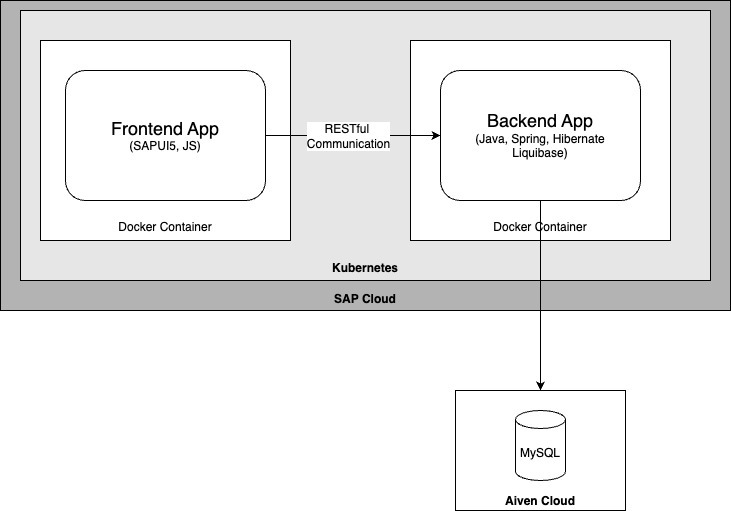 Frontend App
(SAPUI5, JS)
RESTful
Communication
Backend App
(Java, Spring, Hibernate
Liquibase)
Docker Container
Docker Container
Kubernetes
SAP Cloud
MySQL
Aiven Cloud